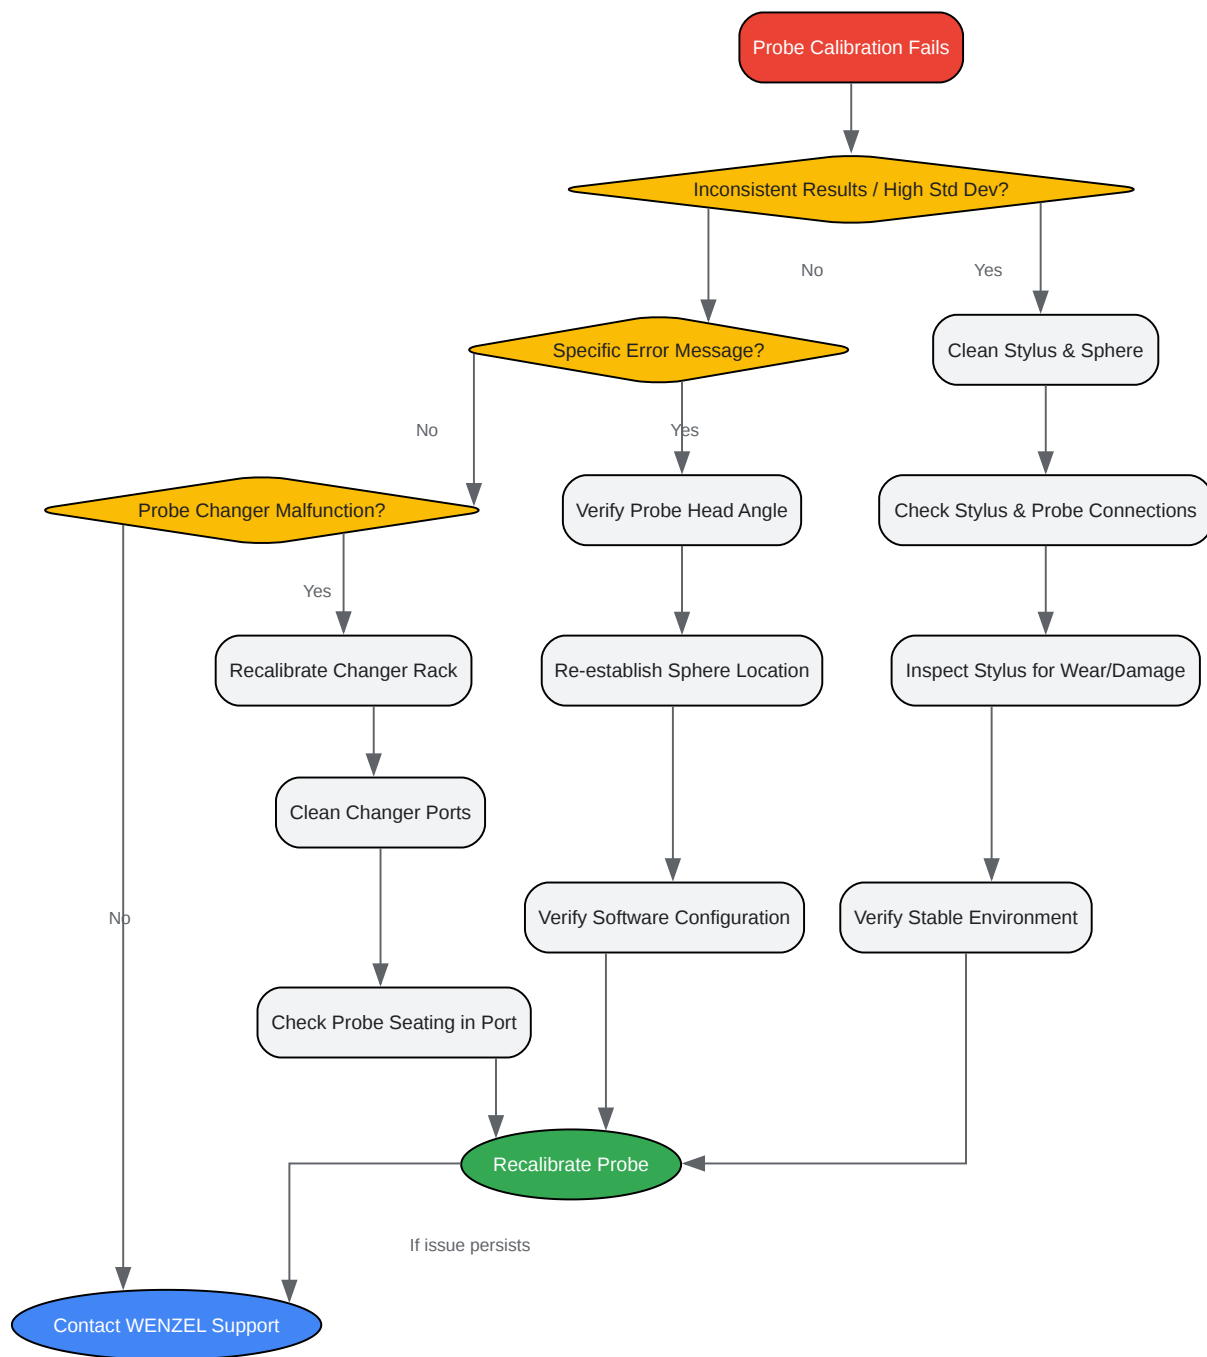 Probe Calibration Fails
Inconsistent Results / High Std Dev?
No
Yes
Specific Error Message?
Clean Stylus & Sphere
No
Yes
Probe Changer Malfunction?
Verify Probe Head Angle
Check Stylus & Probe Connections
Yes
Recalibrate Changer Rack
Re-establish Sphere Location
Inspect Stylus for Wear/Damage
Clean Changer Ports
No
Verify Software Configuration
Verify Stable Environment
Check Probe Seating in Port
Recalibrate Probe
If issue persists
Contact WENZEL Support